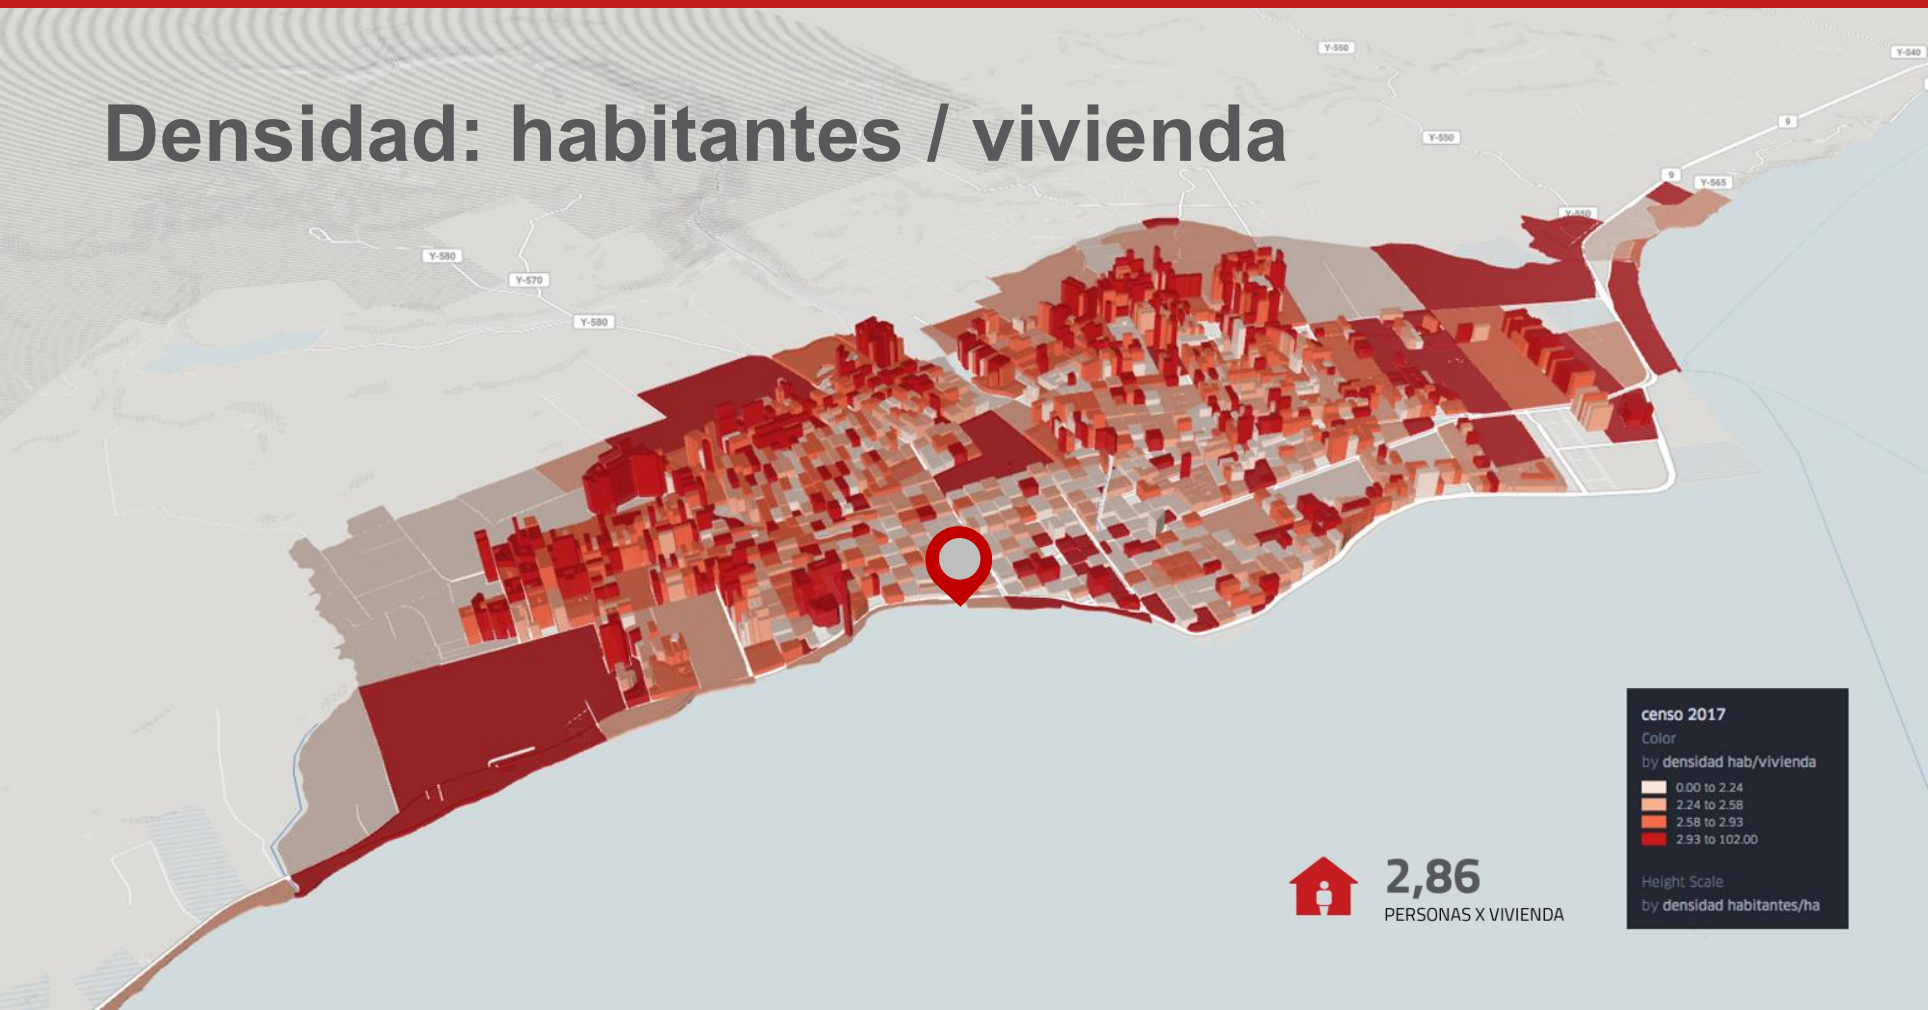 Y-550
Y-540
Densidad: habitantes / vivienda
9
Y-550
9
Y-565
Y-550
Y-580
Y-570
Y-580
censo 2017
Color
by densidad hab/vivienda
0.00 to 2.24
2.24 to 2.58
2.58 to 2.93
2.93 to 102.00
Height Scale
by densidad habitantes/ha
2,86
PERSONAS X VIVIENDA